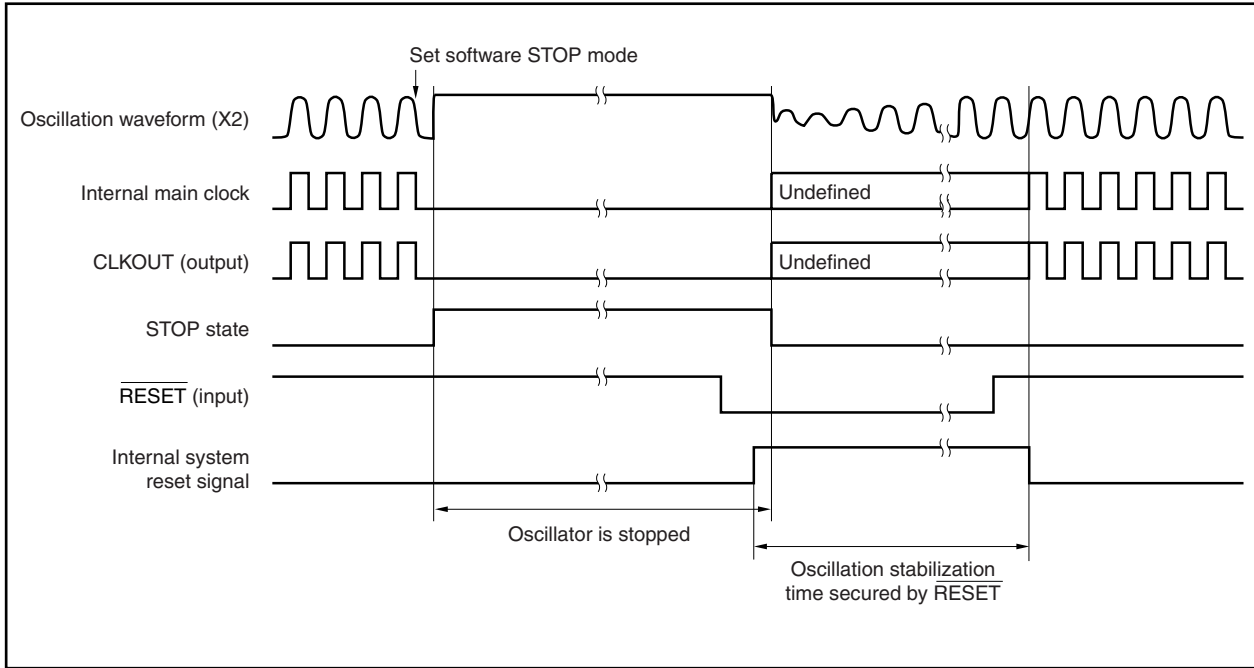 Set software STOP mode
Oscillation waveform (X2)
Internal main clock
Undefined
CLKOUT (output)
Undefined
STOP state
RESET (input)
Internal system
reset signal
Oscillator is stopped
Oscillation stabilization
time secured by RESET